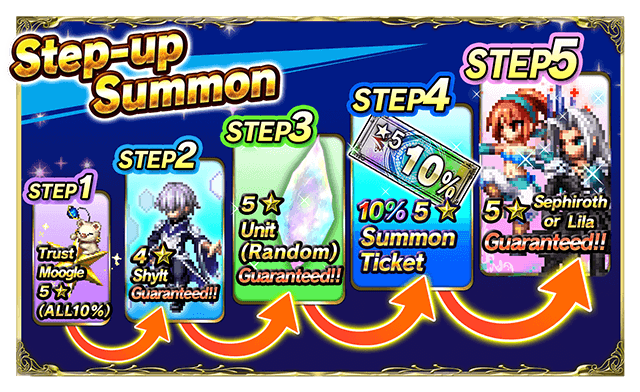 Step-up
Summon
STEP1
Trust
Moogle
5★
(ALL10%)
STEP2
4★
Shylt
Guaranteed!!
STEP3
5★
Unit
(Random)
Guaranteed!!
STEP4
★5
10%
10% 5★
Summon
Ticket
STEP5
5★ Sephiroth
or Lila
Guaranteed!!